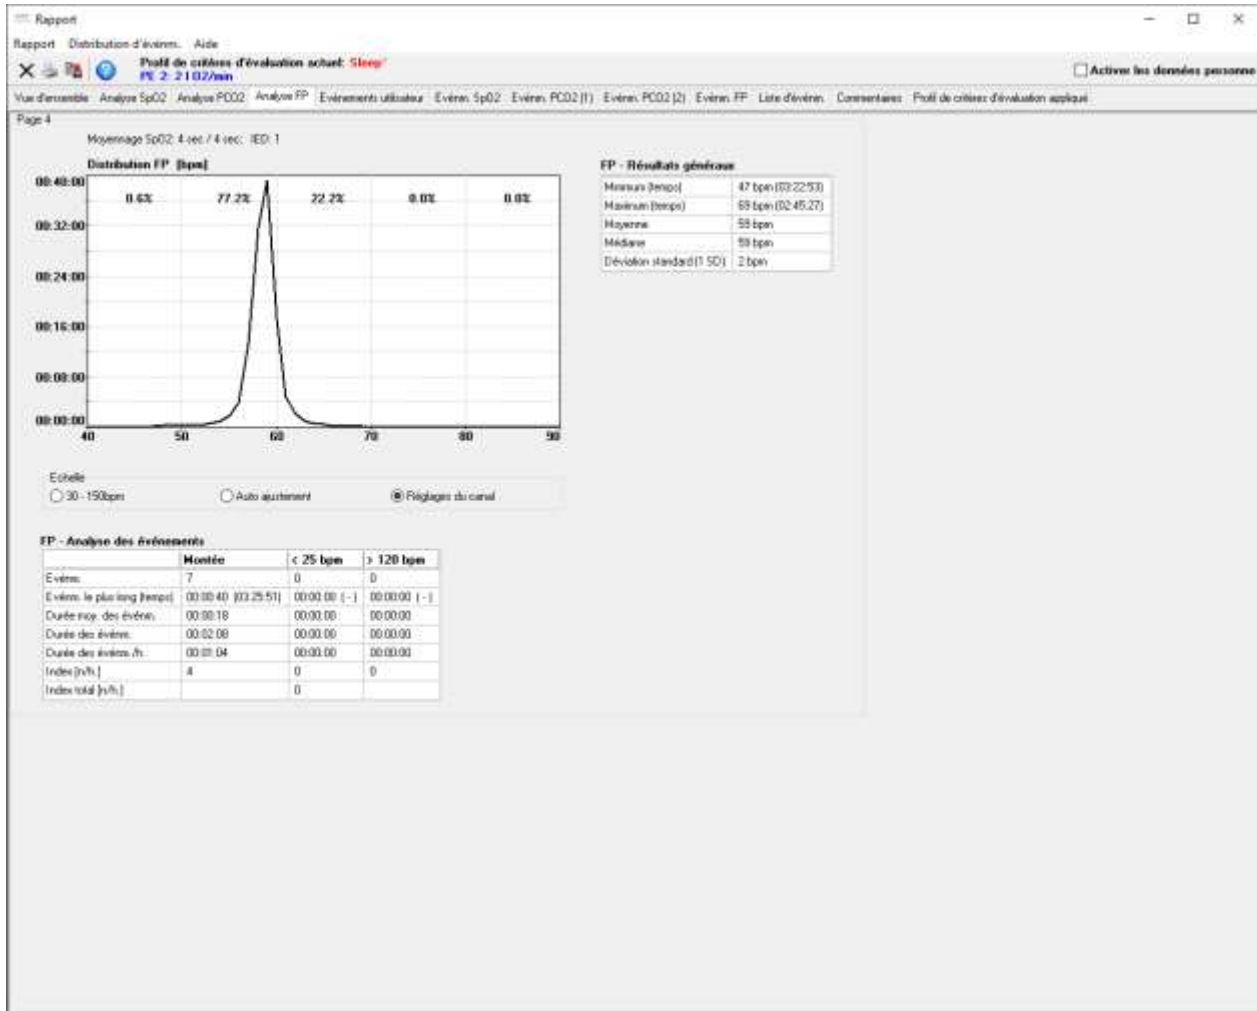 Rapport
Rapport Distribution d'événm. Aide
Profil de critères d'évaluation actuel: Sleep*
PE 2: 2 l O2/min
Activer les données personne
Vue d'ensemble Analyse SpO2 Analyse PCO2 Analyse FP Evénements utilisateur Evénm. SpO2 Evénm. PCO2 (1) Evénm. PCO2 (2) Evénm. FP Liste d'événm. Commentaires Profil de critères d'évaluation appliqué
Page 4
Moyennage SpO2: 4 sec / 4 sec; IED: 1
Distribution FP [bpm]
00:40:00
0.6% 77.2% 22.2% 0.0% 0.0%
00:32:00
00:24:00
00:16:00
00:08:00
00:00:00
40 50 60 70 80 90
FP - Résultats généraux
Minimum (temps) 47 bpm (03:22:53)
Maximum (temps) 69 bpm (02:45:27)
Moyenne 59 bpm
Médiane 59 bpm
Déviation standard (1 SD) 2 bpm
Echelle
30 - 150bpm Auto ajustement Réglages du canal
FP - Analyse des événements
Montée < 25 bpm > 120 bpm
Evénm. 7 0 0
Evénm. le plus long (temps) 00:00:40 (03:25:51) 00:00:00 (-) 00:00:00 (-)
Durée moy. des événm. 00:00:18 00:00:00 00:00:00
Durée des événm. 00:02:08 00:00:00 00:00:00
Durée des événm./h. 00:01:04 00:00:00 00:00:00
Index [n/h.] 4 0 0
Index total [n/h.] 0